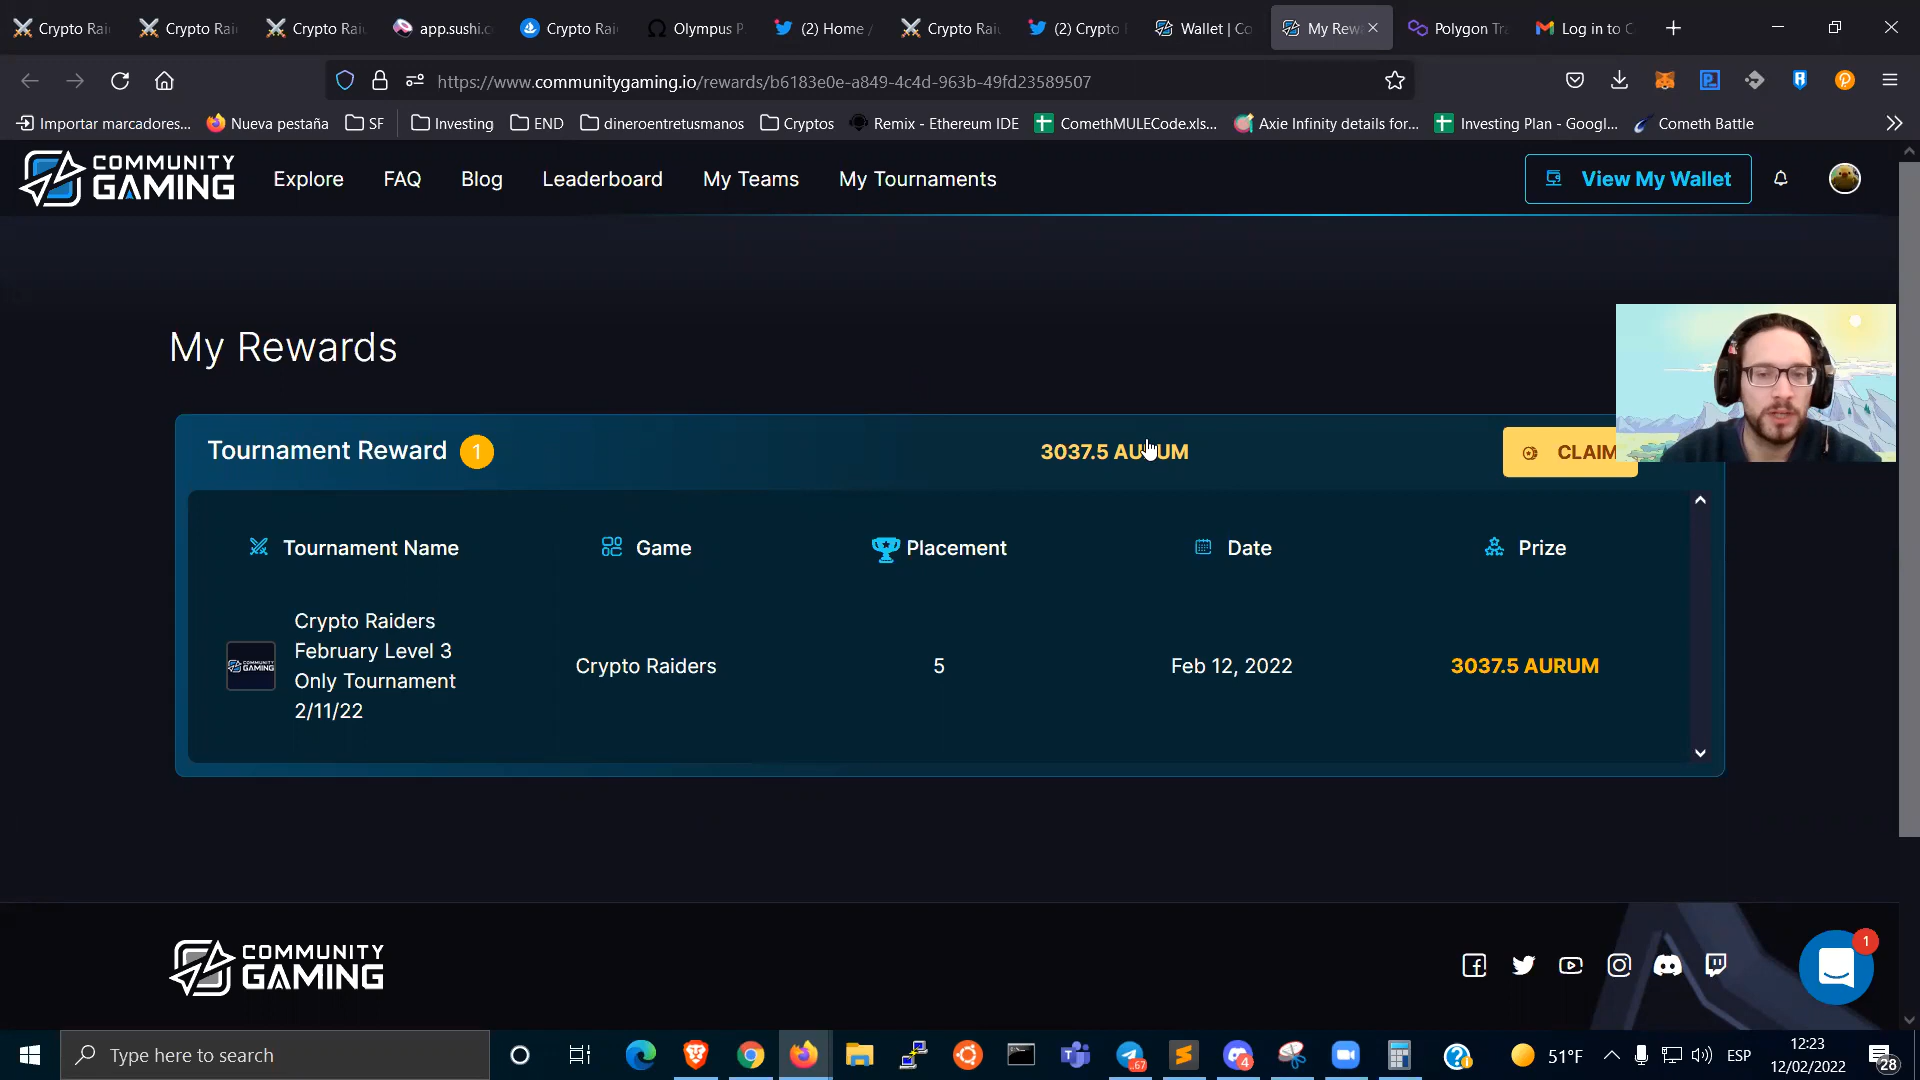 Crypto Rai
Crypto Rai
Crypto Rai
app.sushi.c
Crypto Rai
Olympus P
(2) Home /
Crypto Rai
(2) Crypto
Wallet | Co
My Rew
Polygon Tra
Log in to C
https://www.communitygaming.io/rewards/b6183e0e-a849-4c4d-963b-49fd23589507
Importar marcadores...
Nueva pestaña
SF
Investing
END
dineroentretusmanos
Cryptos
Remix - Ethereum IDE
ComethMULECode.xls...
Axie Infinity details for...
Investing Plan - Googl...
Cometh Battle
COMMUNITY
GAMING
Explore
FAQ
Blog
Leaderboard
My Teams
My Tournaments
View My Wallet
My Rewards
Tournament Reward 1
3037.5 AURUM
CLAIM
Tournament Name
Game
Placement
Date
Prize
COMMUNITY
GAMING
Crypto Raiders
February Level 3
Only Tournament
2/11/22
Crypto Raiders
5
Feb 12, 2022
3037.5 AURUM
COMMUNITY
GAMING
1
Type here to search
67
4
51°F
ESP
12:23
12/02/2022
28